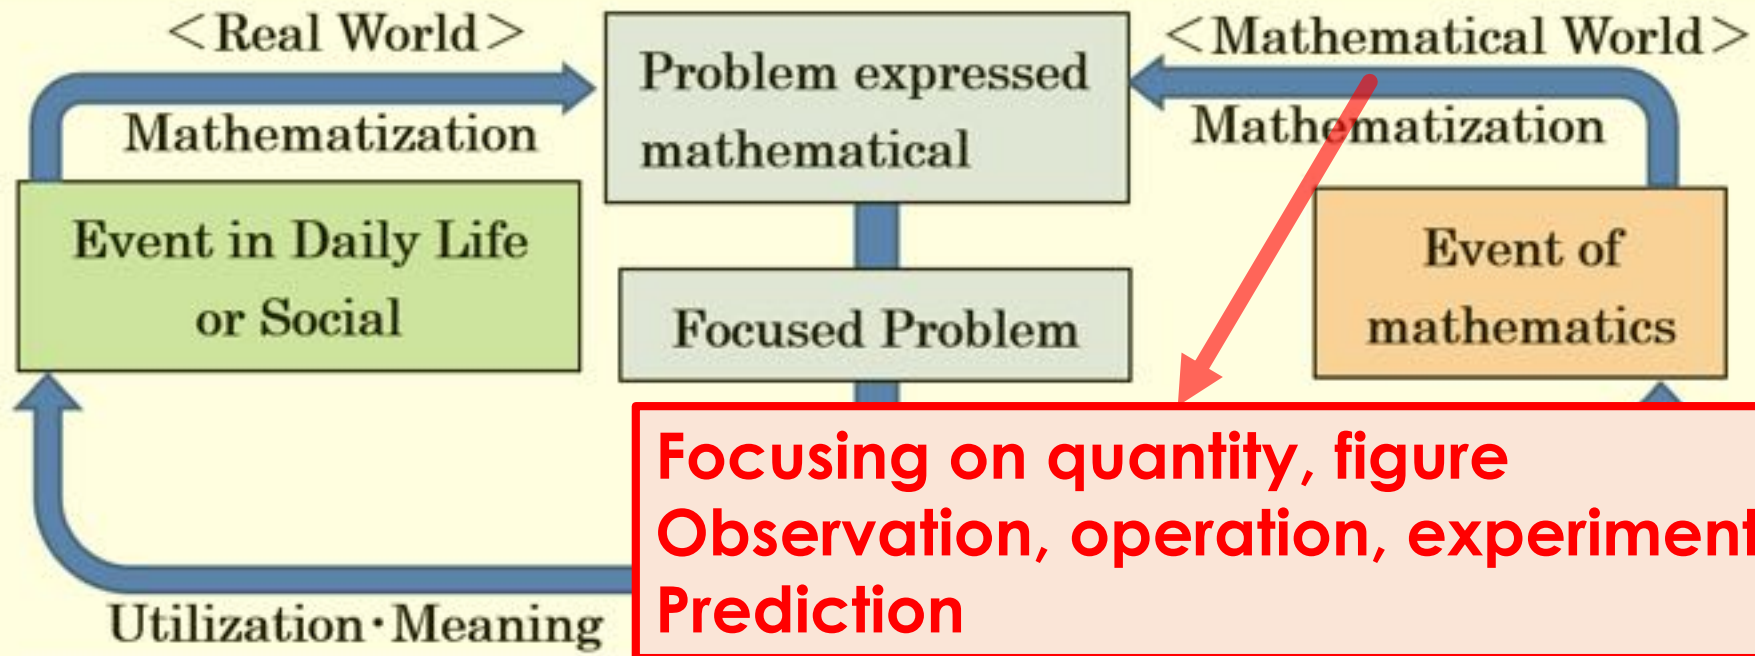 <Real World>
Mathematization
Event in Daily Life
or Social
Problem expressed
mathematical
Focused Problem
<Mathematical World>
Mathematization
Event of
mathematics
Focusing on quantity, figure
Observation, operation, experiment
Prediction
Utilization・Meaning